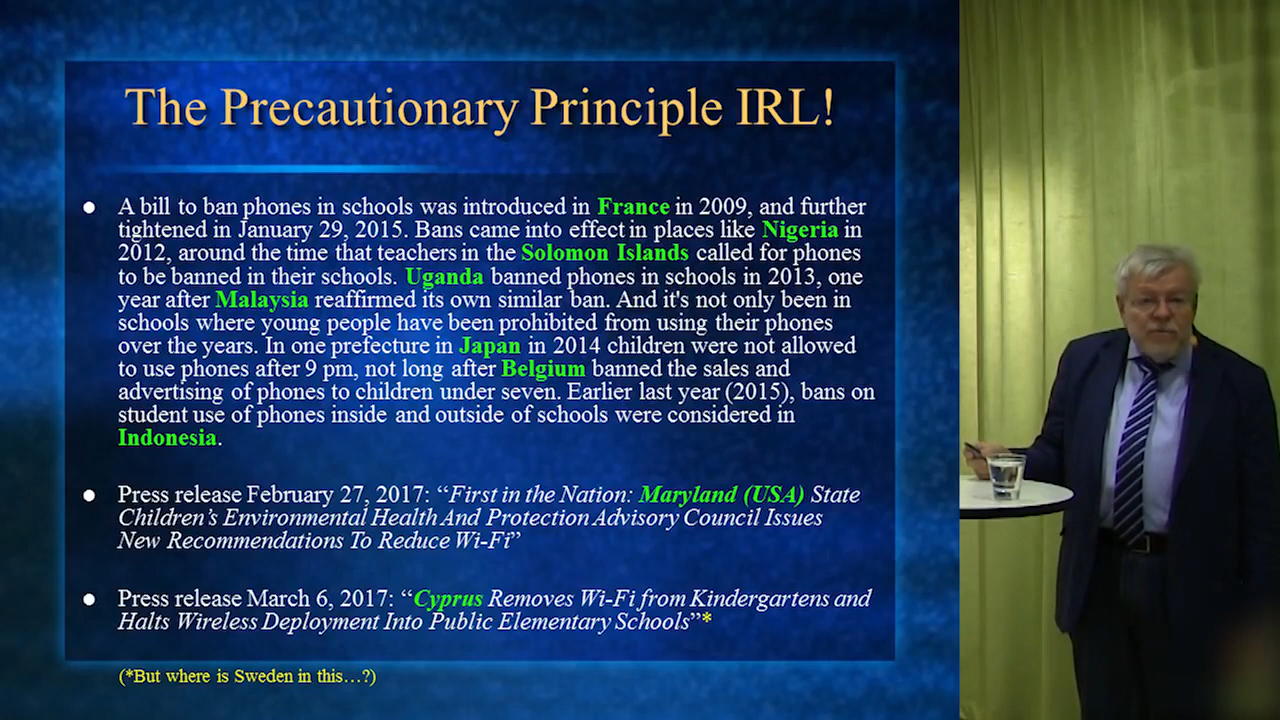 The Precautionary Principle IRL!
● A bill to ban phones in schools was introduced in France in 2009, and further
tightened in January 29, 2015. Bans came into effect in places like Nigeria in
2012, around the time that teachers in the Solomon Islands called for phones
to be banned in their schools. Uganda banned phones in schools in 2013, one
year after Malaysia reaffirmed its own similar ban. And it's not only been in
schools where young people have been prohibited from using their phones
over the years. In one prefecture in Japan in 2014 children were not allowed
to use phones after 9 pm, not long after Belgium banned the sales and
advertising of phones to children under seven. Earlier last year (2015), bans on
student use of phones inside and outside of schools were considered in
Indonesia.
● Press release February 27, 2017: “First in the Nation: Maryland (USA) State
Children’s Environmental Health And Protection Advisory Council Issues
New Recommendations To Reduce Wi-Fi”
● Press release March 6, 2017: “Cyprus Removes Wi-Fi from Kindergartens and
Halts Wireless Deployment Into Public Elementary Schools”*
(*But where is Sweden in this…?)